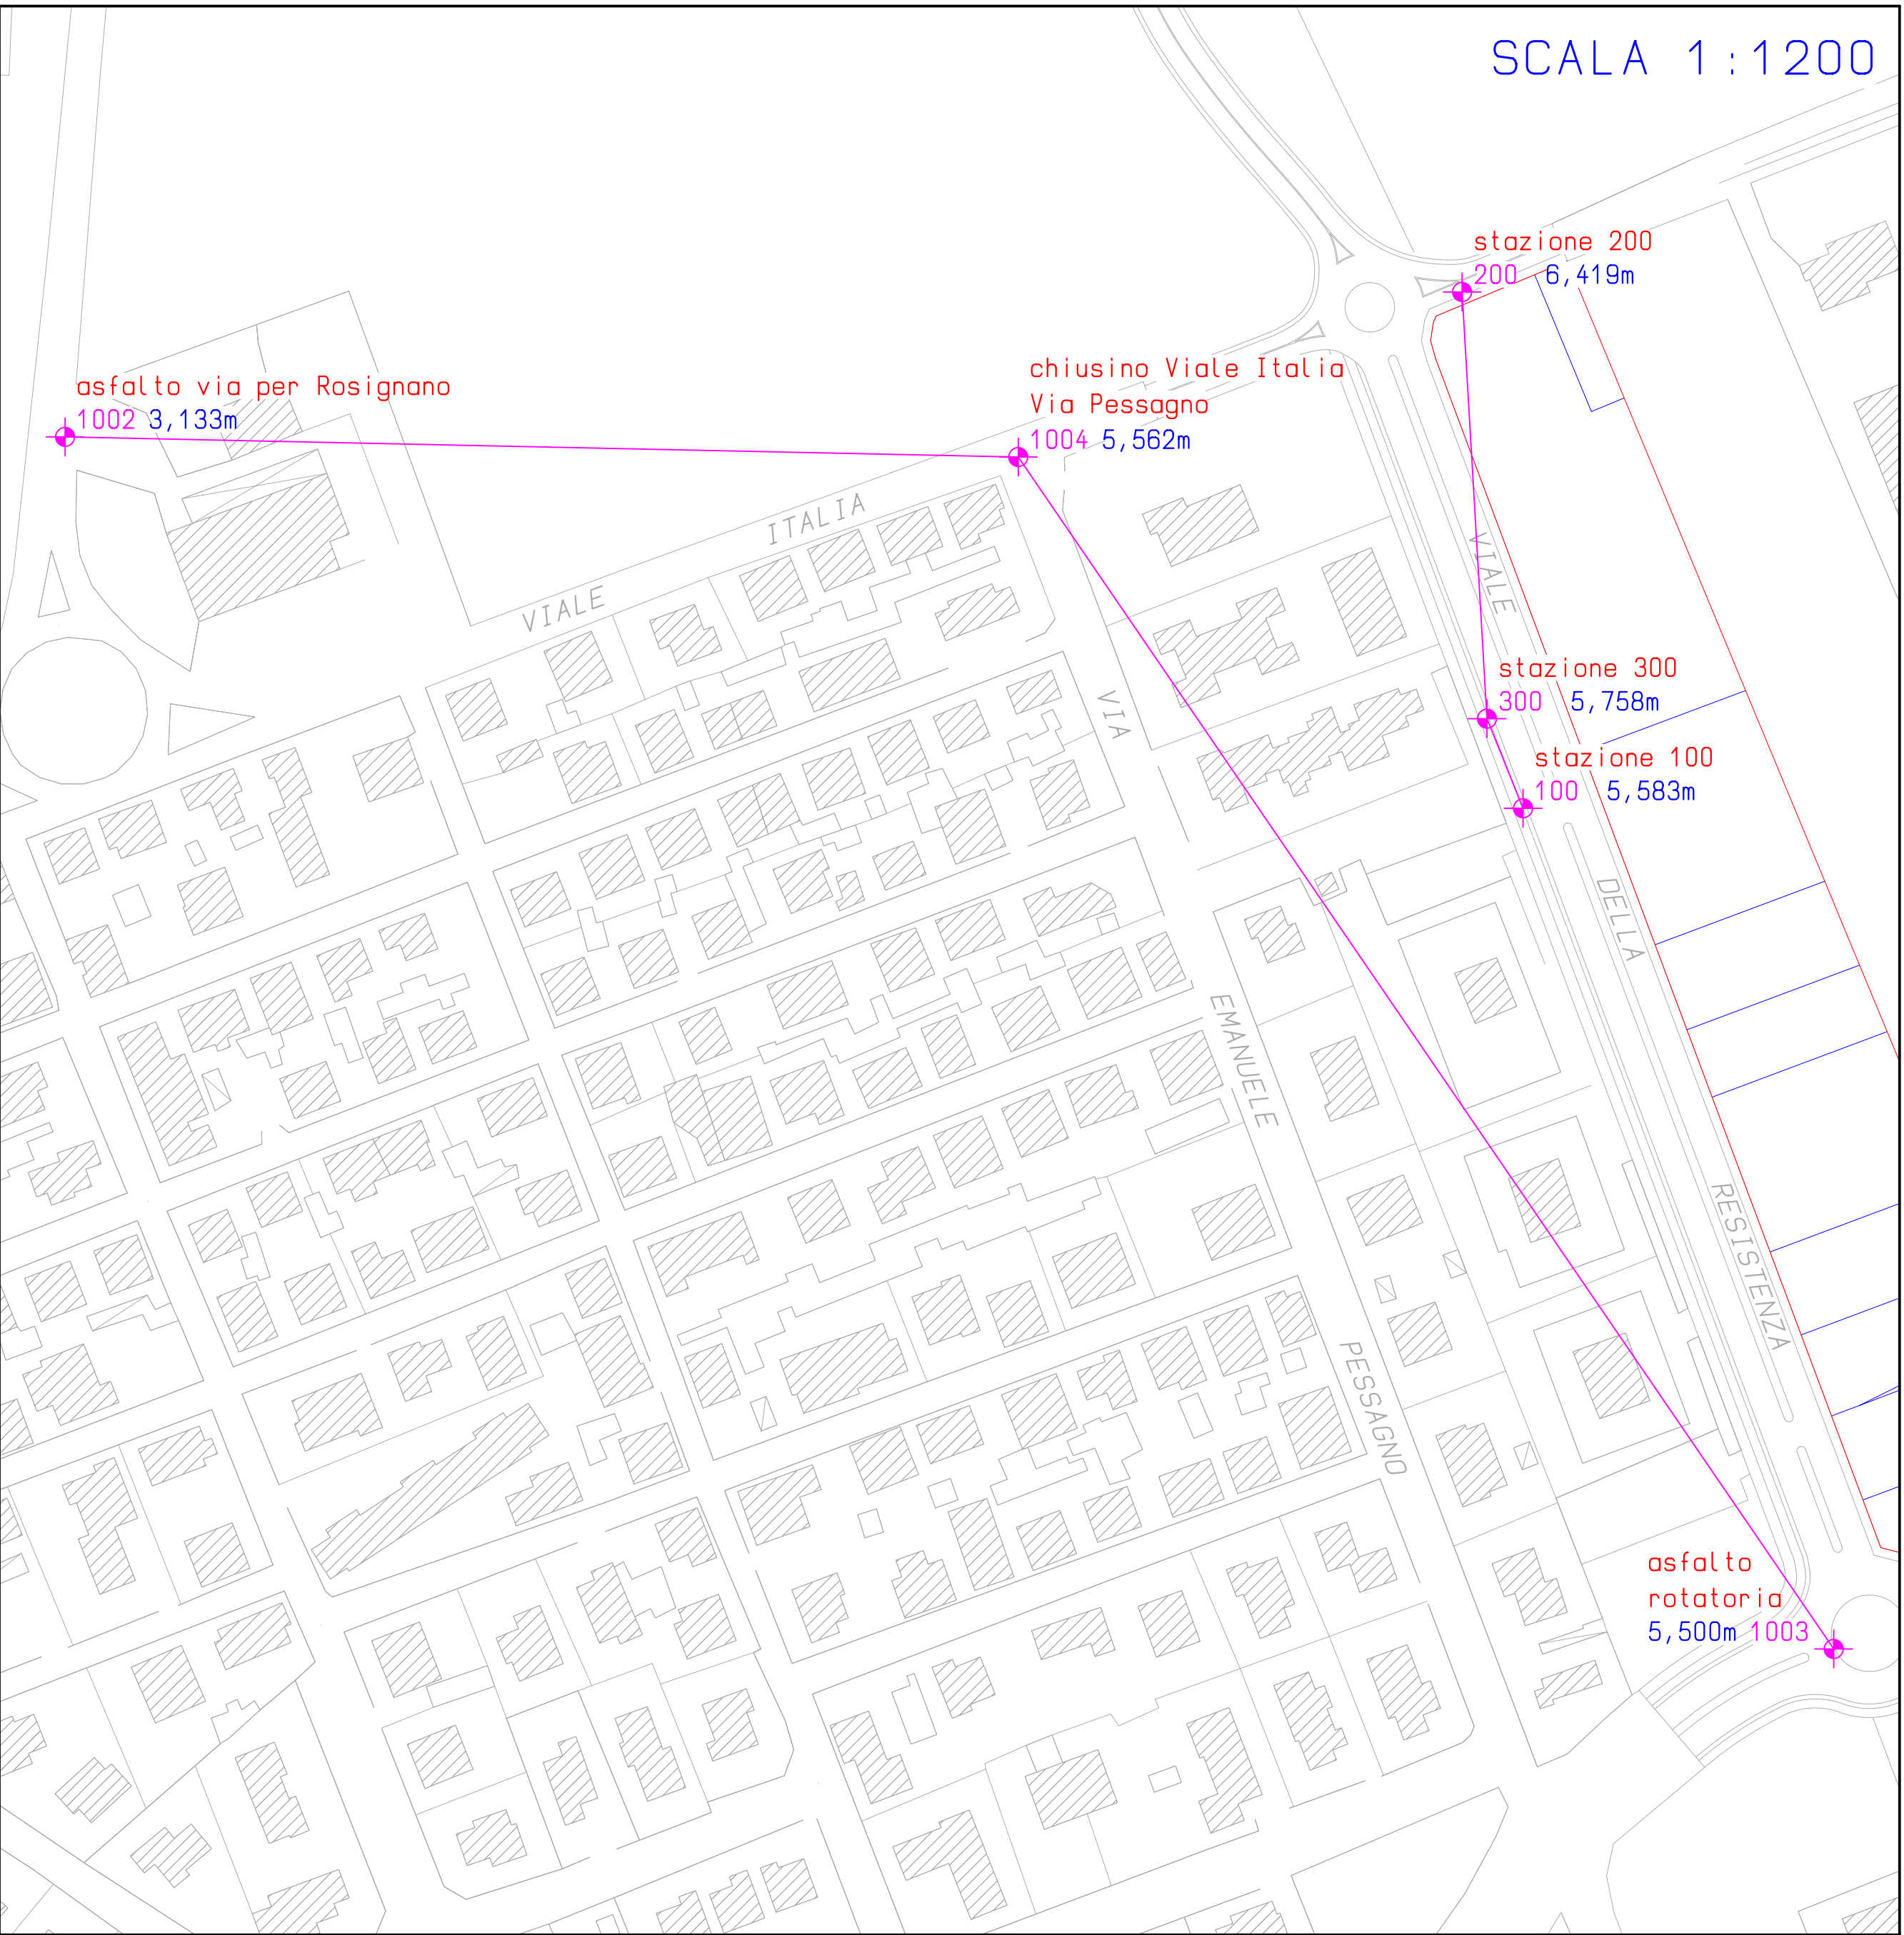 SCALA 1:1200
stazione 200
200 6,419m
asfalto via per Rosignano
1002 3,133m
chiusino Viale Italia
Via Pessagno
1004 5,562m
VIALE ITALIA
stazione 300
300 5,758m
stazione 100
100 5,583m
VIALE DELLA RESISTENZA
VIA EMANUELE PESSAGNO
asfalto
rotatoria
5,500m 1003